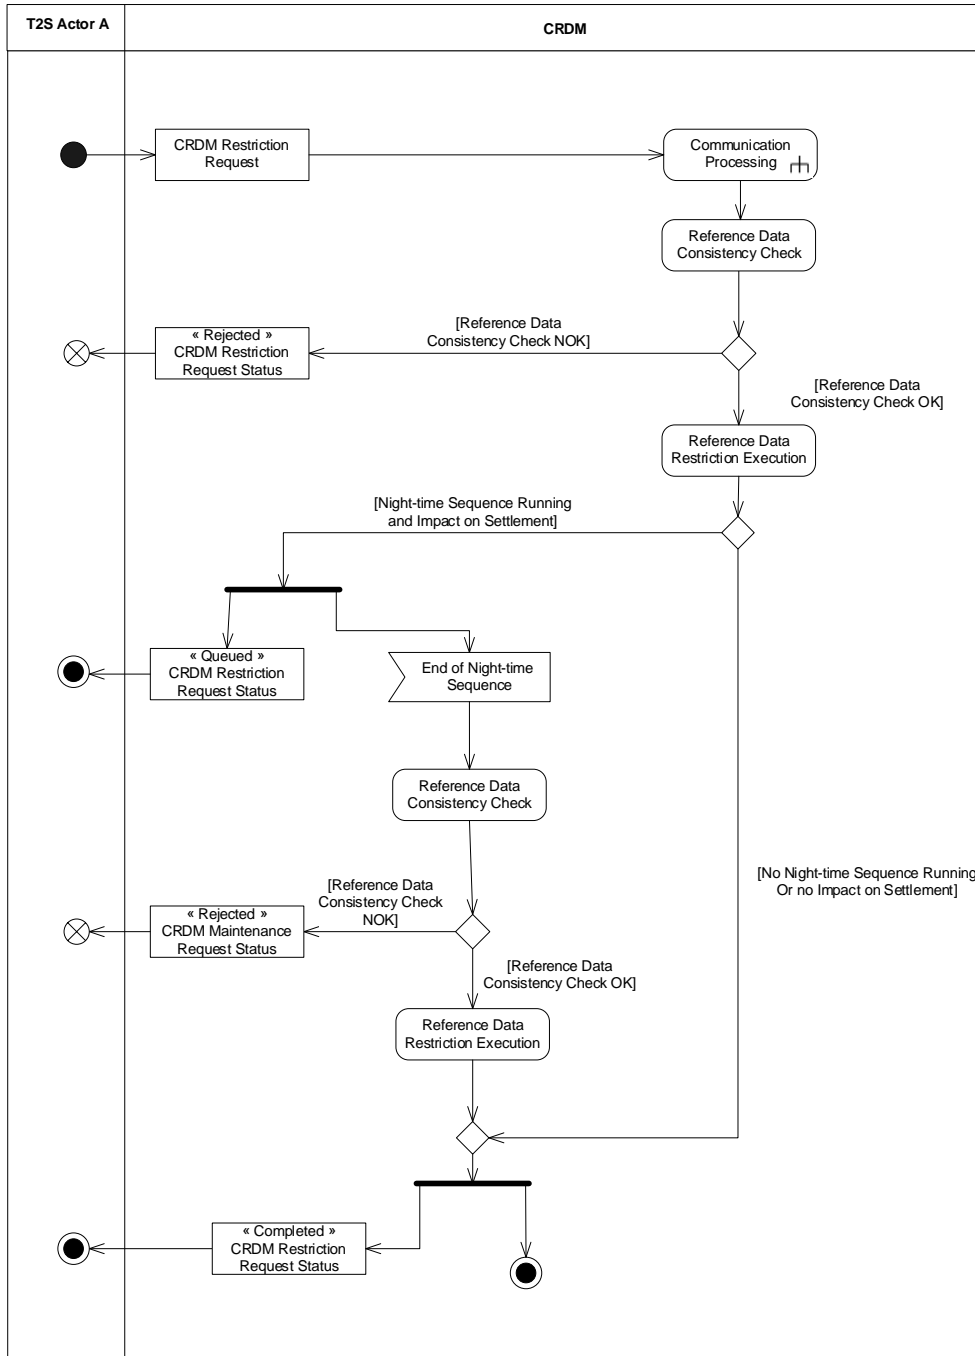 T2S Actor A
CRDM
CRDM Restriction
Request
Communication
Processing
Reference Data
Consistency Check
[Reference Data
Consistency Check NOK]
« Rejected »
CRDM Restriction
Request Status
[Reference Data
Consistency Check OK]
Reference Data
Restriction Execution
[Night-time Sequence Running
and Impact on Settlement]
« Queued »
CRDM Restriction
Request Status
End of Night-time
Sequence
Reference Data
Consistency Check
[No Night-time Sequence Running
Or no Impact on Settlement]
[Reference Data
Consistency Check
NOK]
« Rejected »
CRDM Maintenance
Request Status
[Reference Data
Consistency Check OK]
Reference Data
Restriction Execution
« Completed »
CRDM Restriction
Request Status